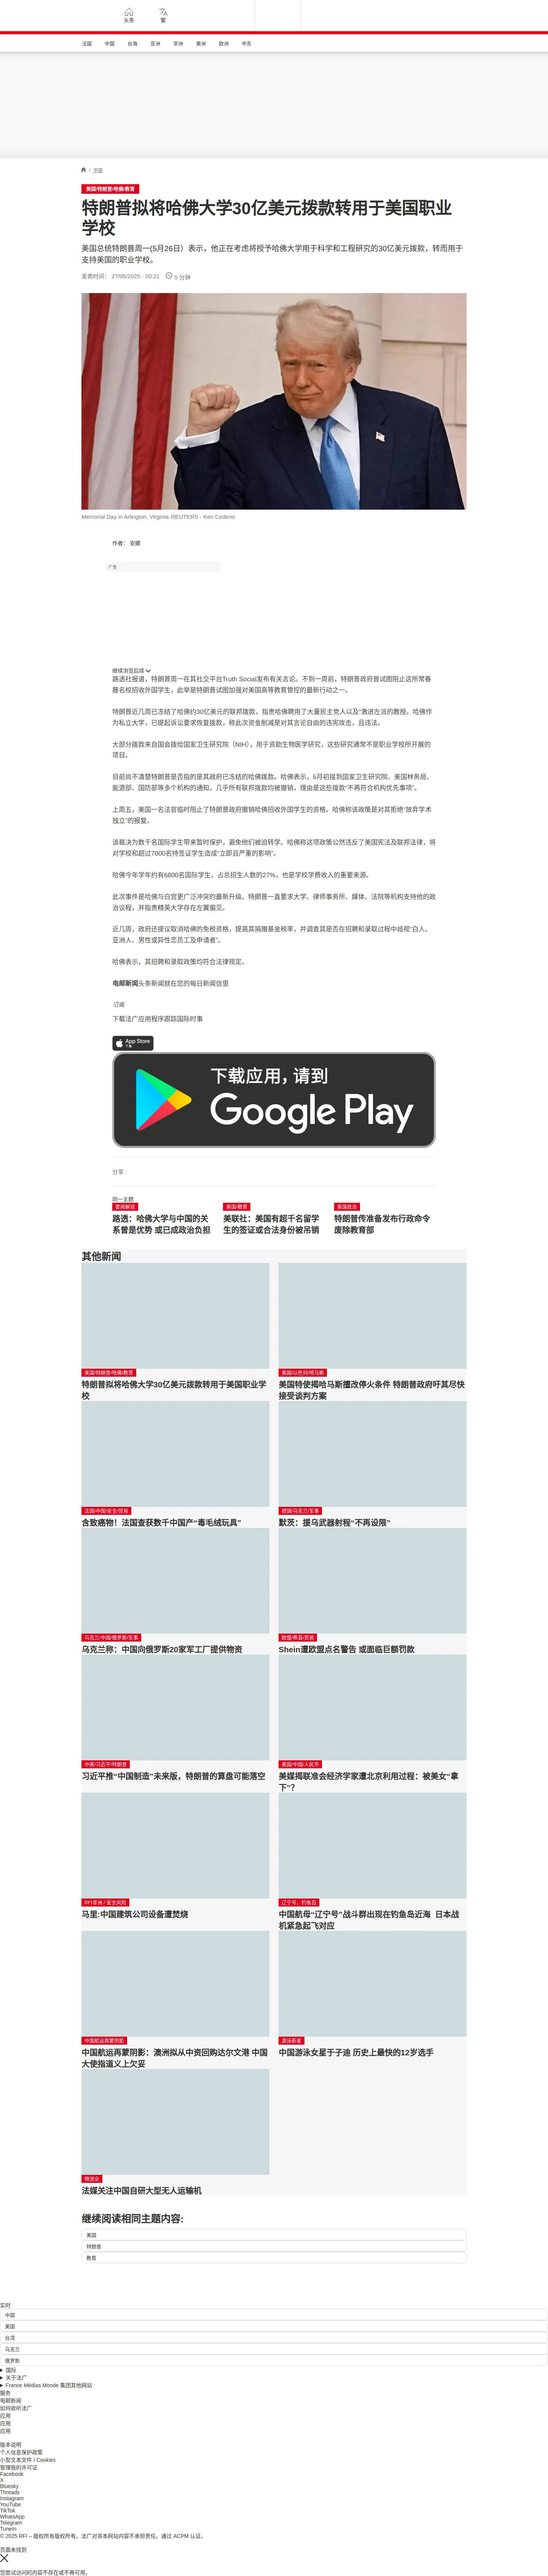 头条
繁
法国 中国 台海 亚洲 非洲 美洲 欧洲 中东
/ 中国
美国/特朗普/哈佛/教育
特朗普拟将哈佛大学30亿美元拨款转用于美国职业
学校
美国总统特朗普周一(5月26日）表示，他正在考虑将授予哈佛大学用于科学和工程研究的30亿美元拨款，转而用于
支持美国的职业学校。
发表时间： 27/05/2025 - 00:21 5 分钟
Memorial Day in Arlington, Virginia REUTERS - Ken Cedeno
作者： 安娜
广告
继续浏览后续
路透社报道，特朗普周一在其社交平台Truth Social发布有关言论。不到一周前，特朗普政府曾试图阻止这所常春
藤名校招收外国学生，此举是特朗普试图加强对美国高等教育管控的最新行动之一。
特朗普近几周已冻结了哈佛约30亿美元的联邦拨款，指责哈佛聘用了大量民主党人以及“激进左派的教授。哈佛作
为私立大学，已提起诉讼要求恢复拨款，称此次资金削减是对其言论自由的违宪攻击，且违法。
大部分拨款来自国会拨给国家卫生研究院（NIH），用于资助生物医学研究，这些研究通常不是职业学校所开展的
项目。
目前尚不清楚特朗普是否指的是其政府已冻结的哈佛拨款。哈佛表示，5月初接到国家卫生研究院、美国林务局、
能源部、国防部等多个机构的通知，几乎所有联邦拨款均被撤销，理由是这些拨款“不再符合机构优先事项”。
上周五，美国一名法官临时阻止了特朗普政府撤销哈佛招收外国学生的资格。哈佛称该政策是对其拒绝“放弃学术
独立”的报复。
该裁决为数千名国际学生带来暂时保护，避免他们被迫转学。哈佛称这项政策公然违反了美国宪法及联邦法律，将
对学校和超过7000名持签证学生造成“立即且严重的影响”。
哈佛今年学年约有6800名国际学生，占总招生人数的27%，也是学校学费收入的重要来源。
此次事件是哈佛与白宫更广泛冲突的最新升级。特朗普一直要求大学、律师事务所、媒体、法院等机构支持他的政
治议程，并指责精英大学存在左翼偏见。
近几周，政府还提议取消哈佛的免税资格，提高其捐赠基金税率，并调查其是否在招聘和录取过程中歧视“白人、
亚洲人、男性或异性恋员工及申请者”。
哈佛表示，其招聘和录取政策均符合法律规定。
电邮新闻头条新闻就在您的每日新闻信里
订阅
下载法广应用程序跟踪国际时事
App Store
下载
下载应用，请到
Google Play
分享 :
同一主题
要闻解说
路透：哈佛大学与中国的关
系曾是优势 或已成政治负担
美国/教育
美联社：美国有超千名留学
生的签证或合法身份被吊销
美国政治
特朗普传准备发布行政命令
废除教育部
其他新闻
美国/特朗普/哈佛/教育
特朗普拟将哈佛大学30亿美元拨款转用于美国职业学
校
美国/以色列/哈马斯
美国特使揭哈马斯擅改停火条件 特朗普政府吁其尽快
接受谈判方案
法国/中国/安全/贸易
含致癌物！法国查获数千中国产“毒毛绒玩具”
德国/乌克兰/军事
默茨：援乌武器射程“不再设限”
乌克兰/中国/俄罗斯/军事
乌克兰称：中国向俄罗斯20家军工厂提供物资
欧盟/希音/贸易
Shein遭欧盟点名警告 或面临巨额罚款
中美/习近平/特朗普
习近平推“中国制造”未来版，特朗普的算盘可能落空
美国/中国/人民币
美媒揭联准会经济学家遭北京利用过程：被美女“拿
下”？
RFI非洲 / 安全风险
马里:中国建筑公司设备遭焚烧
辽宁号、钓鱼岛
中国航母“辽宁号”战斗群出现在钓鱼岛近海 日本战
机紧急起飞对应
中国航运再蒙阴影
中国航运再蒙阴影：澳洲拟从中资回购达尔文港 中国
大使指道义上欠妥
游泳新星
中国游泳女星于子迪 历史上最快的12岁选手
物流业
法媒关注中国自研大型无人运输机
继续阅读相同主题内容:
美国
特朗普
教育
实时
中国
美国
台湾
乌克兰
俄罗斯
国际
关于法广
France Médias Monde 集团其他网站
服务
电邮新闻
如何收听法广
应用
应用
应用
版本说明
个人信息保护政策
小型文本文件 / Cookies
管理我的许可证
Facebook
X
Bluesky
Threads
Instagram
YouTube
TikTok
WhatsApp
Telegram
TuneIn
© 2025 RFI – 版权所有版权所有。法广对非本网站内容不承担责任。通过 ACPM 认证。
页面未找到
您尝试访问的内容不存在或不再可用。